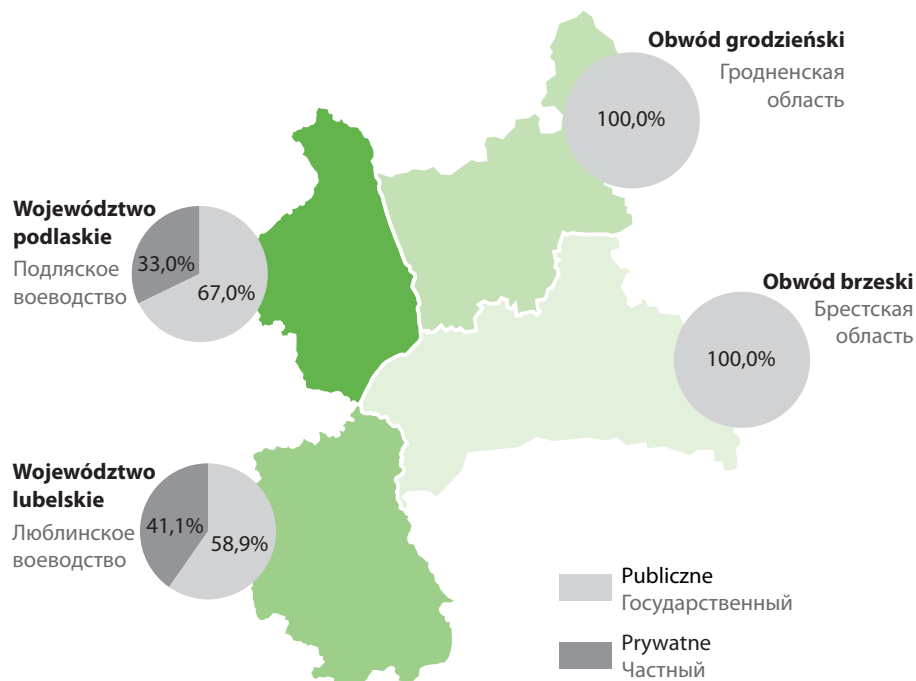 Obwód grodzieński
Гродненская
область
100,0%
Województwo
podlaskie
Подляское
воеводство
33,0%
67,0%
Obwód brzeski
Брестская
область
100,0%
Województwo
lubelskie
Люблинское
воеводство
41,1%
58,9%
Publiczne
Государственный
Prywatne
Частный